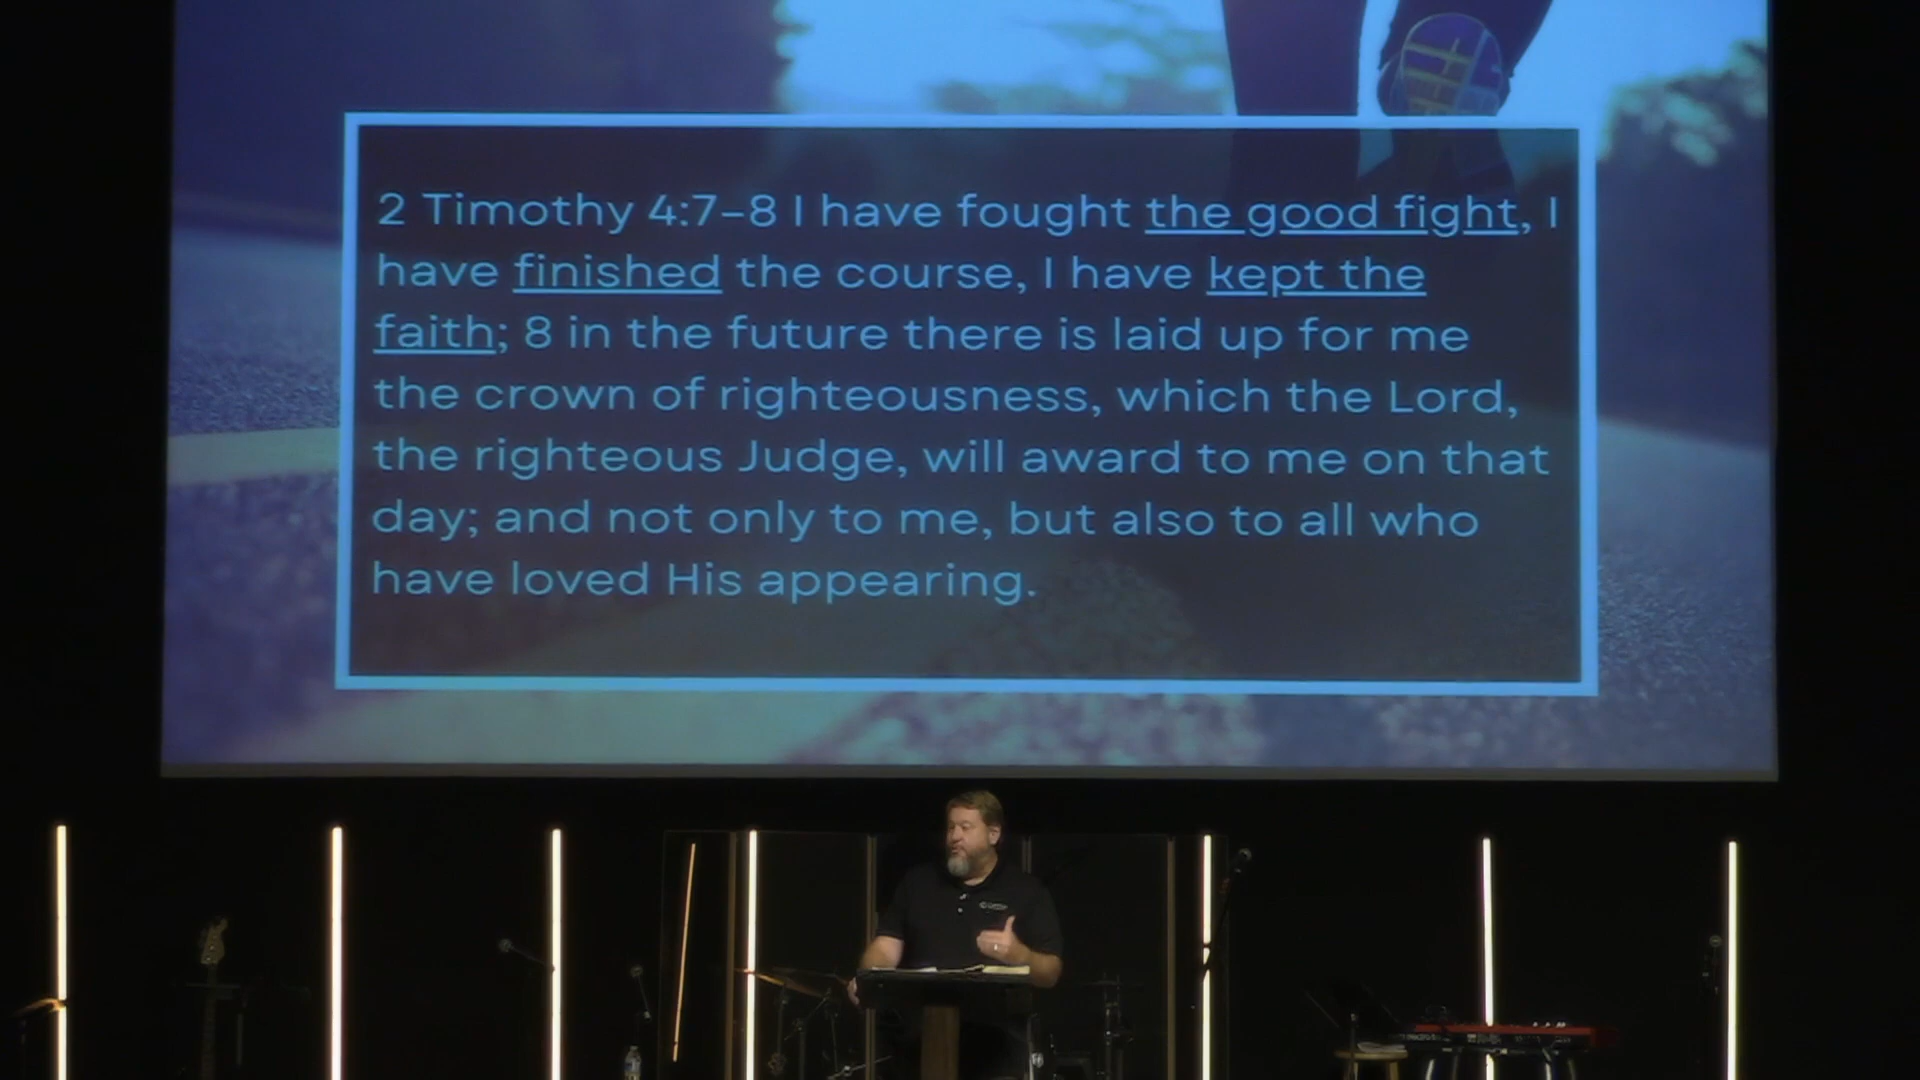 2 Timothy 4:7–8 I have fought the good fight, I
have finished the course, I have kept the
faith; 8 in the future there is laid up for me
the crown of righteousness, which the Lord,
the righteous Judge, will award to me on that
day; and not only to me, but also to all who
have loved His appearing.